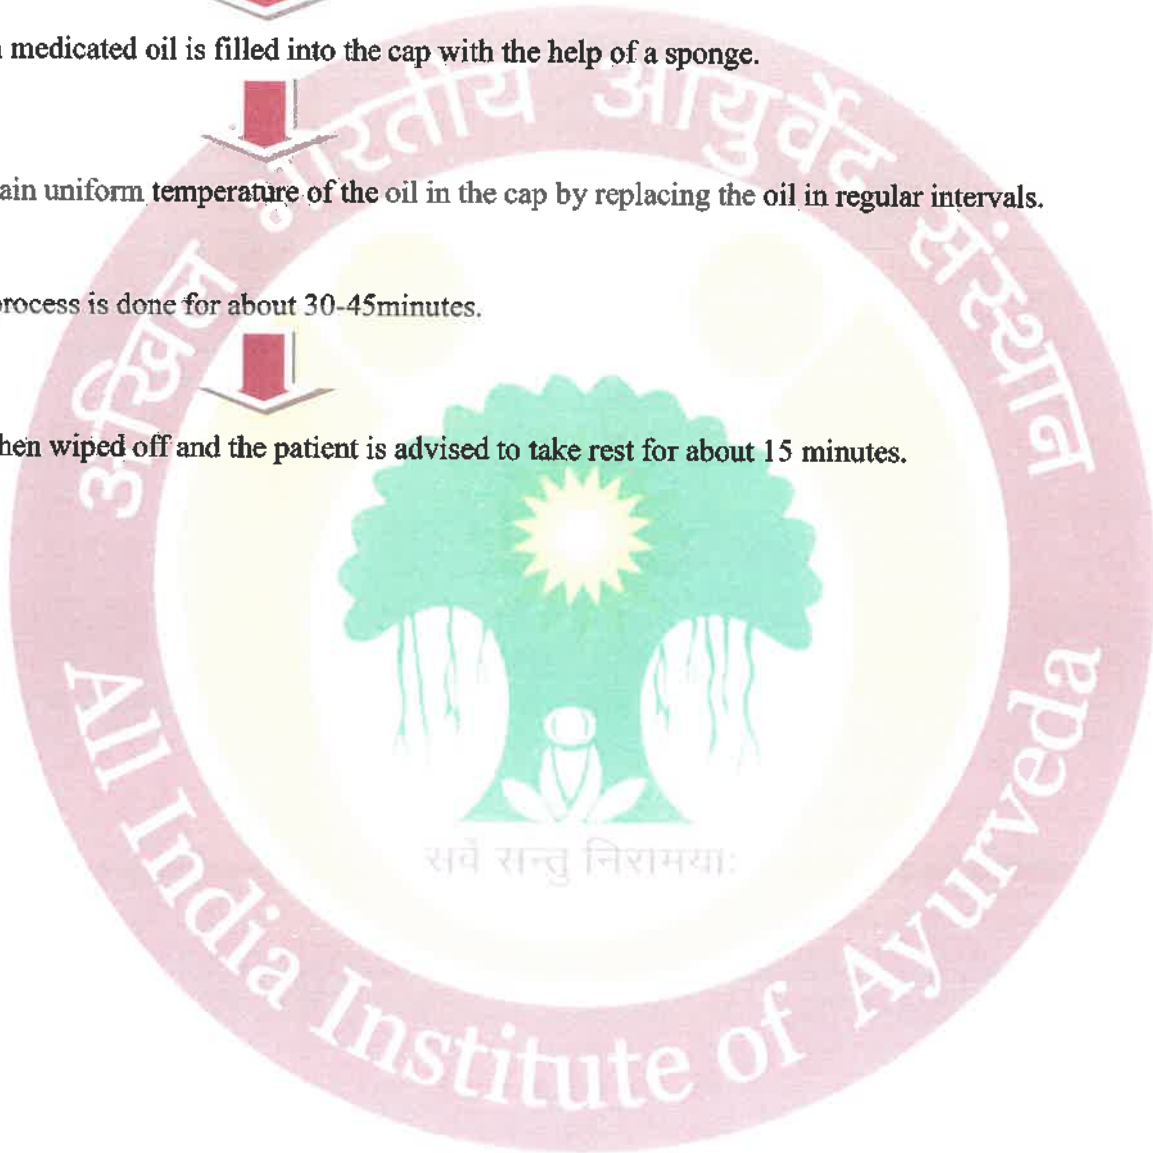 medicated oil is filled into the cap with the help of a sponge.
ain uniform temperature of the oil in the cap by replacing the oil in regular intervals.
rocess is done for about 30-45minutes.
hen wiped off and the patient is advised to take rest for about 15 minutes.
अखिल भारतीय आयुर्वेद संस्थान
सर्वे सन्तु निरामयाः
All India Institute of Ayurveda